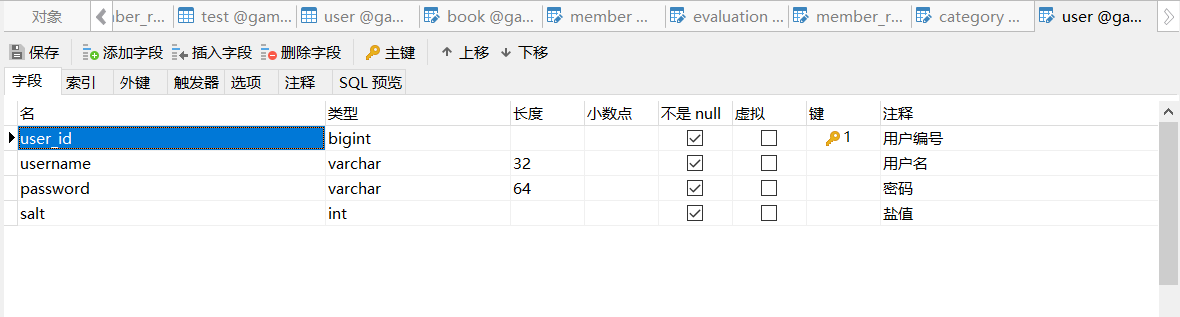 对象 ber_r... test @gam... user @ga... book @ga... member ... evaluation ... member_r... category ... user @ga...
保存 添加字段 插入字段 删除字段 主键 上移 下移
字段 索引 外键 触发器 选项 注释 SQL 预览
名 类型 长度 小数点 不是 null 虚拟 键 注释
user_id bigint 1 用户编号
username varchar 32 用户名
password varchar 64 密码
salt int 盐值